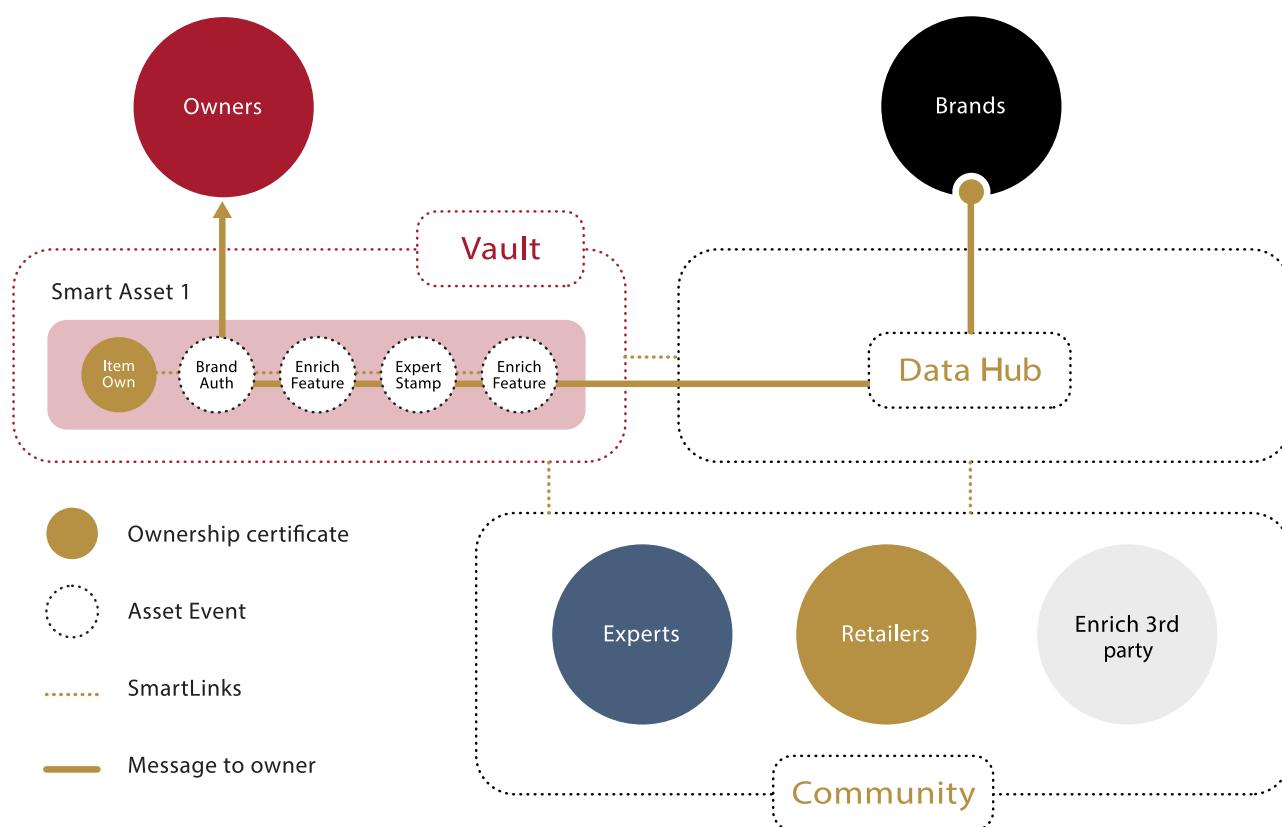 Owners
Brands
Vault
Smart Asset 1
Item
Own
Brand
Auth
Enrich
Feature
Expert
Stamp
Enrich
Feature
Data Hub
Ownership certificate
Asset Event
SmartLinks
Message to owner
Experts
Retailers
Enrich 3rd
party
Community